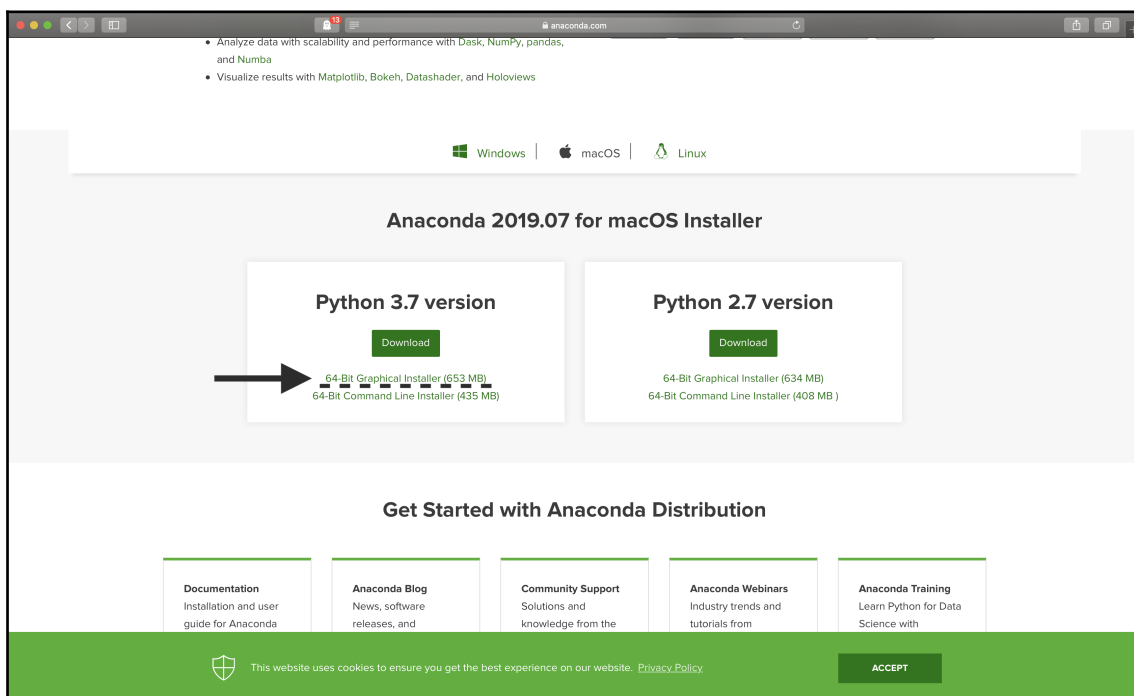 13
anaconda.com
Analyze data with scalability and performance with Dask, NumPy, pandas,
and Numba
Visualize results with Matplotlib, Bokeh, Datashader, and Holoviews
Windows macOS Linux
Anaconda 2019.07 for macOS Installer
Python 3.7 version
Download
64-Bit Graphical Installer (653 MB)
64-Bit Command Line Installer (435 MB)
Python 2.7 version
Download
64-Bit Graphical Installer (634 MB)
64-Bit Command Line Installer (408 MB )
Get Started with Anaconda Distribution
Documentation
Installation and user
guide for Anaconda
Anaconda Blog
News, software
releases, and
Community Support
Solutions and
knowledge from the
Anaconda Webinars
Industry trends and
tutorials from
Anaconda Training
Learn Python for Data
Science with
This website uses cookies to ensure you get the best experience on our website. Privacy Policy
ACCEPT